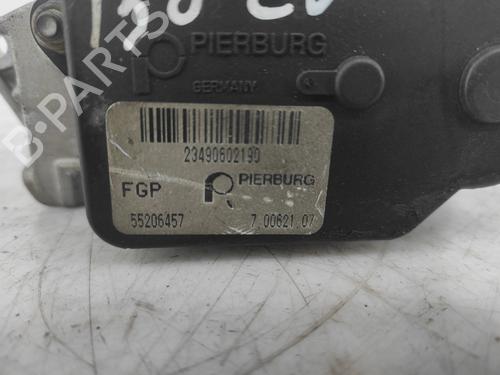 PIERBURG
GERMANY
B-PARTS
23490602190
FGP PIERBURG
55206457 7.00621.07